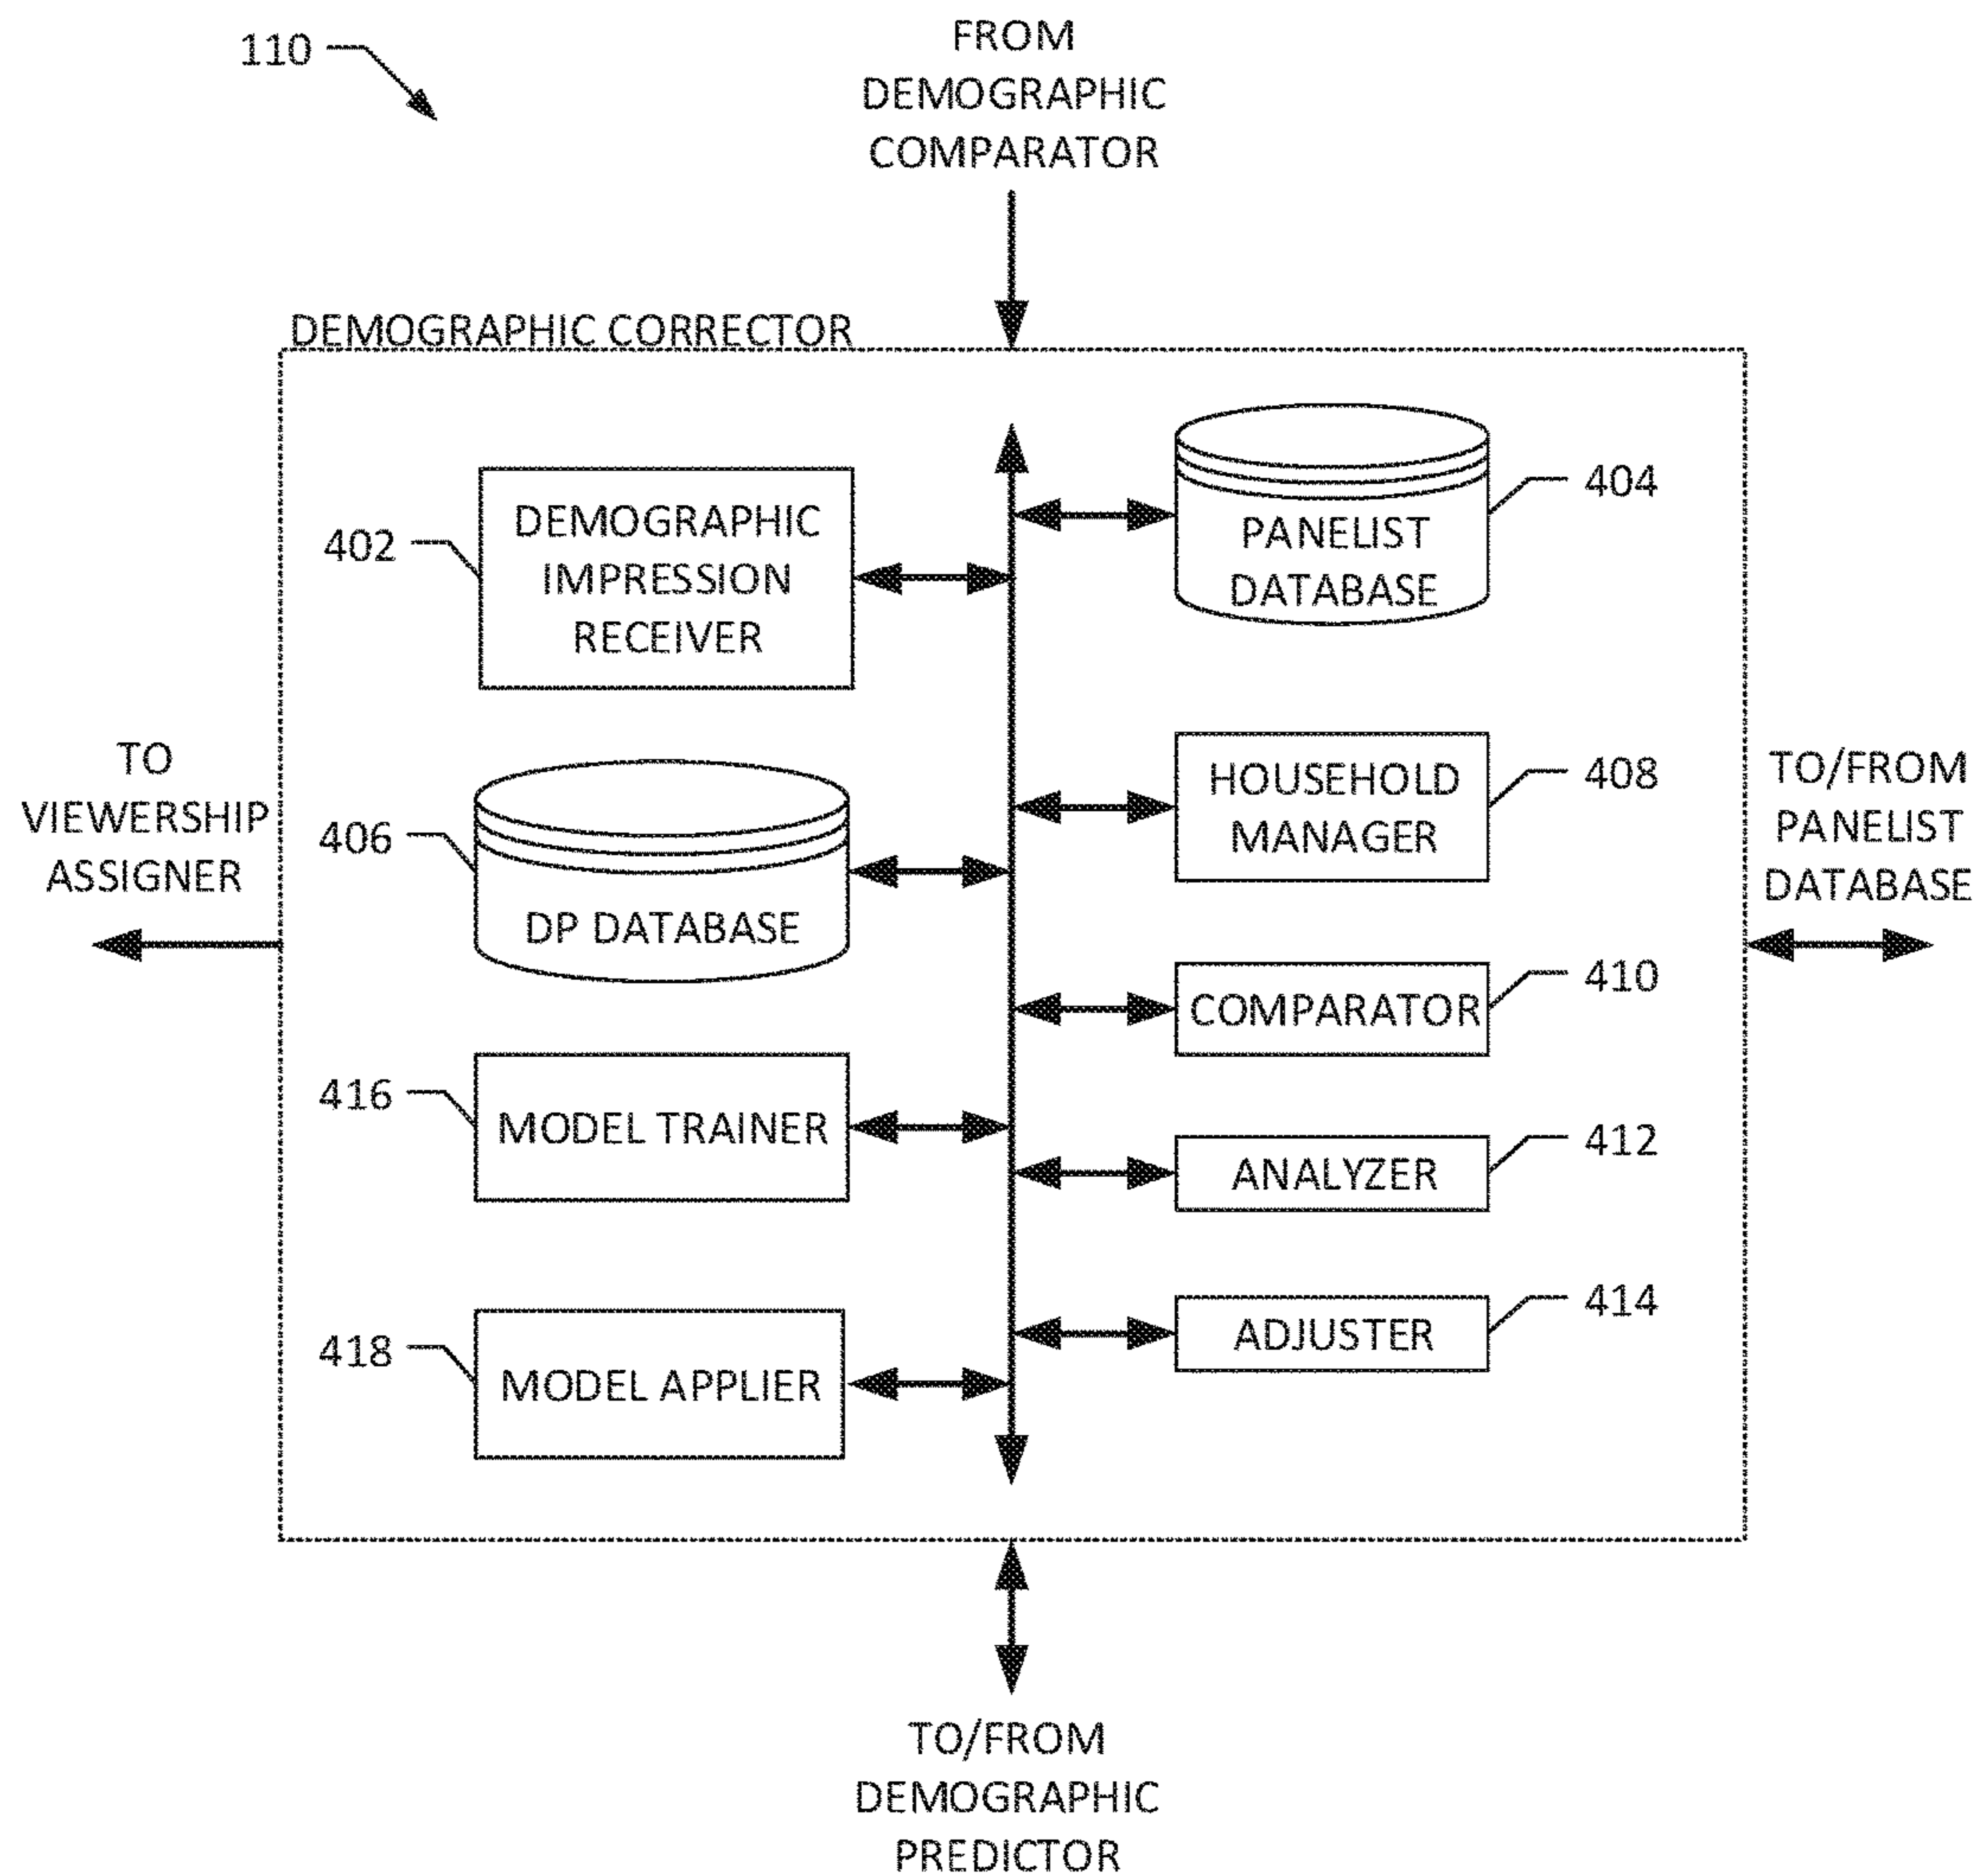 110
FROM
DEMOGRAPHIC
COMPARATOR
DEMOGRAPHIC CORRECTOR
402
DEMOGRAPHIC
IMPRESSION
RECEIVER
PANELIST
DATABASE
404
TO
VIEWERSHIP
ASSIGNER
406
DP DATABASE
HOUSEHOLD
MANAGER
408
TO/FROM
PANELIST
DATABASE
COMPARATOR
410
416
MODEL TRAINER
ANALYZER
412
418
MODEL APPLIER
ADJUSTER
414
TO/FROM
DEMOGRAPHIC
PREDICTOR